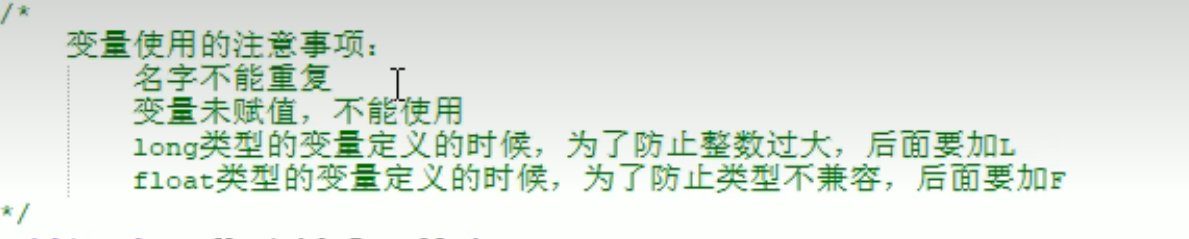 /*
变量使用的注意事项：
名字不能重复
变量未赋值，不能使用
long类型的变量定义的时候，为了防止整数过大，后面要加L
float类型的变量定义的时候，为了防止类型不兼容，后面要加F
*/